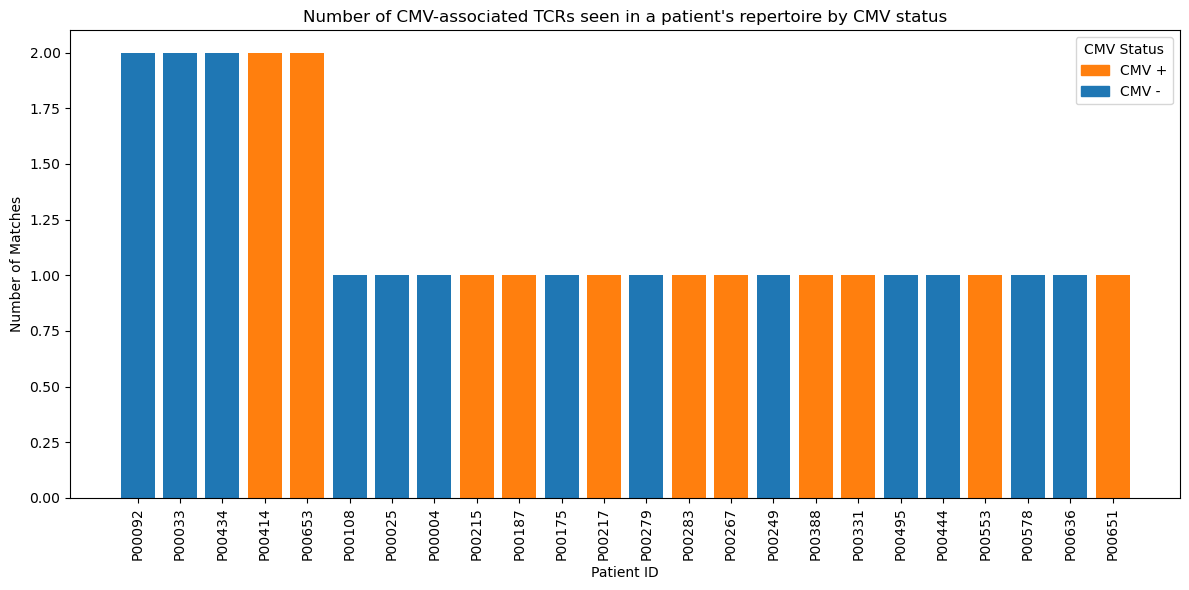 Number of CMV-associated TCRs seen in a patient's repertoire by CMV status
CMV Status
CMV +
CMV -
Number of Matches
2.00
1.75
1.50
1.25
1.00
0.75
0.50
0.25
0.00
P00092
P00033
P00434
P00414
P00653
P00108
P00025
P00004
P00215
P00187
P00175
P00217
P00279
P00283
P00267
P00249
P00388
P00331
P00495
P00444
P00553
P00578
P00636
P00651
Patient ID